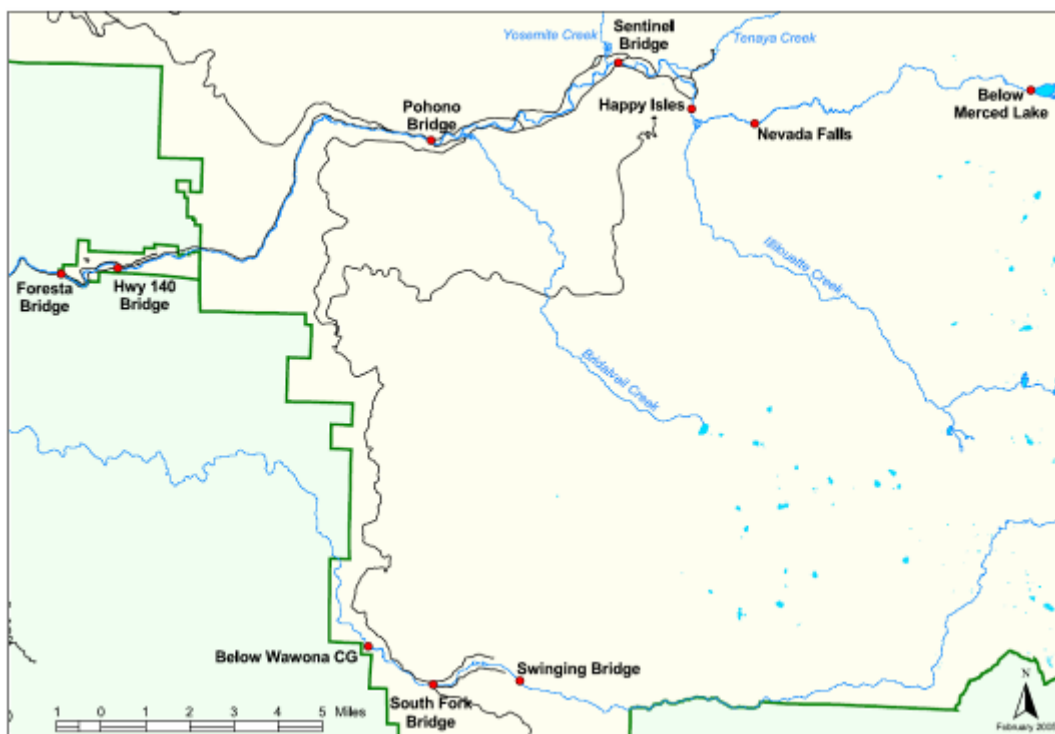 Sentinel
Bridge
Yosemite Creek
Tenaya Creek
Pohono
Bridge
Happy Isles
Nevada Falls
Below
Merced Lake
Foresta
Bridge
Hwy 140
Bridge
Illilouette Creek
Bridalveil Creek
Below Wawona CG
South Fork
Bridge
Swinging Bridge
1 0 1 2 3 4 5 Miles
N